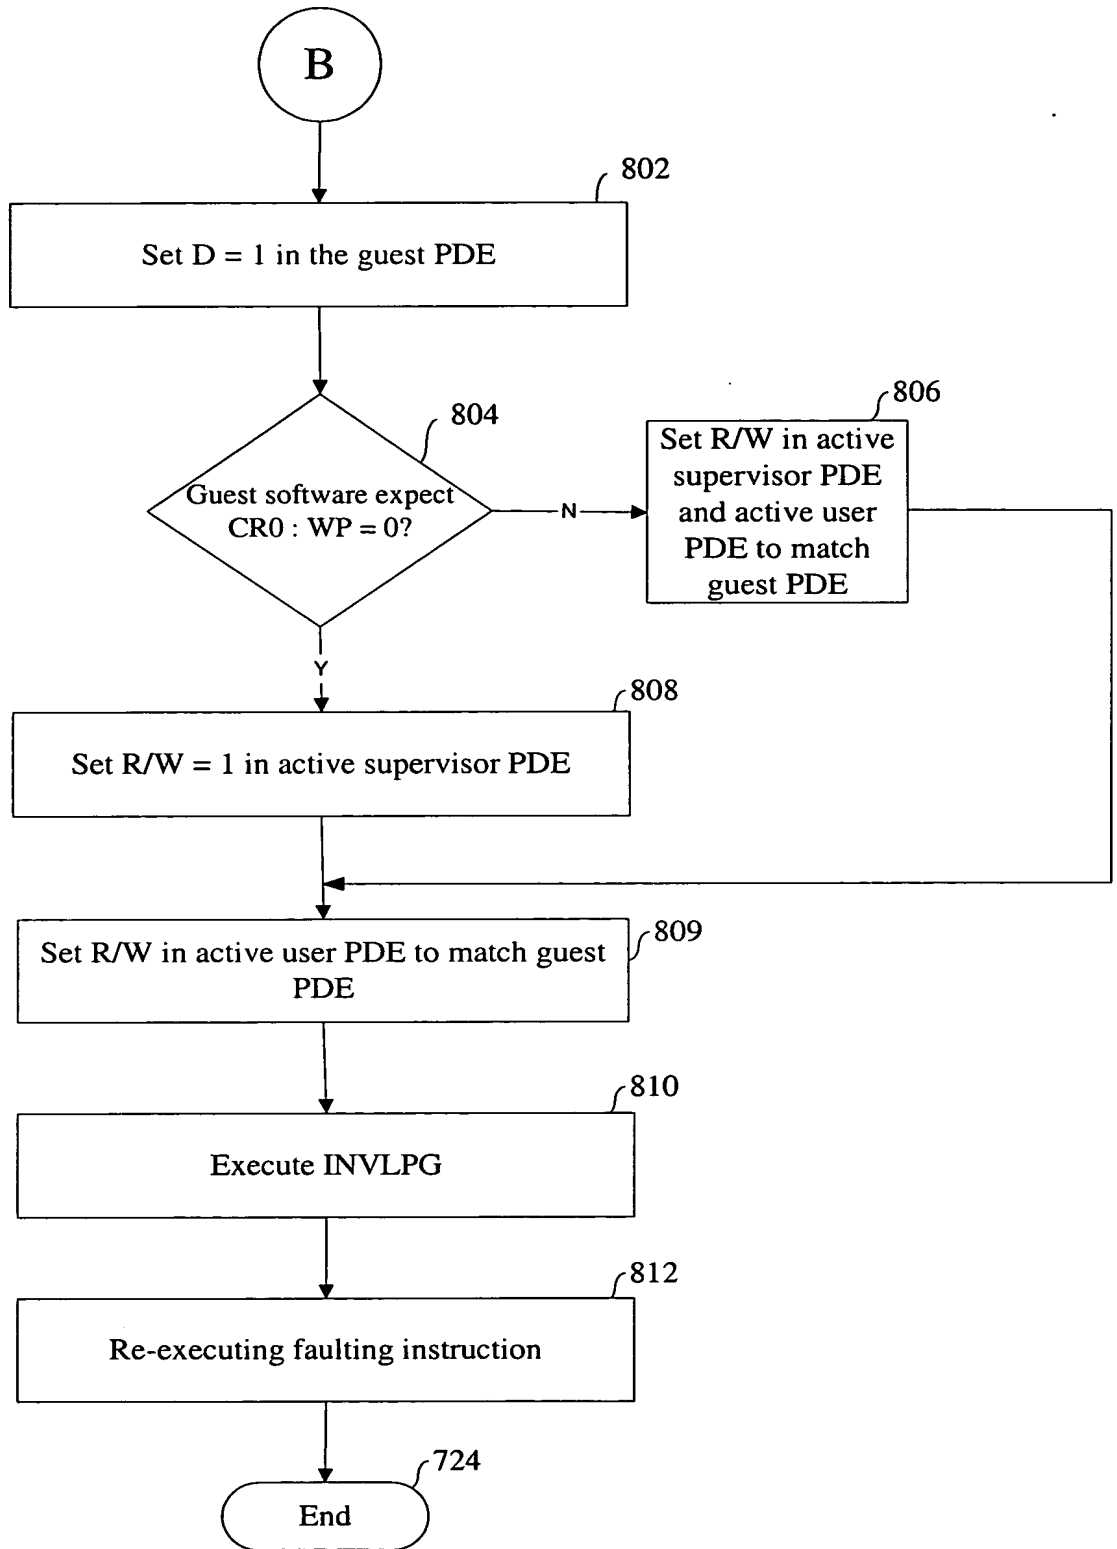 B
802
Set D = 1 in the guest PDE
804
Guest software expect
CR0 : WP = 0?
N
806
Set R/W in active
supervisor PDE
and active user
PDE to match
guest PDE
Y
808
Set R/W = 1 in active supervisor PDE
809
Set R/W in active user PDE to match guest
PDE
810
Execute INVLPG
812
Re-executing faulting instruction
724
End